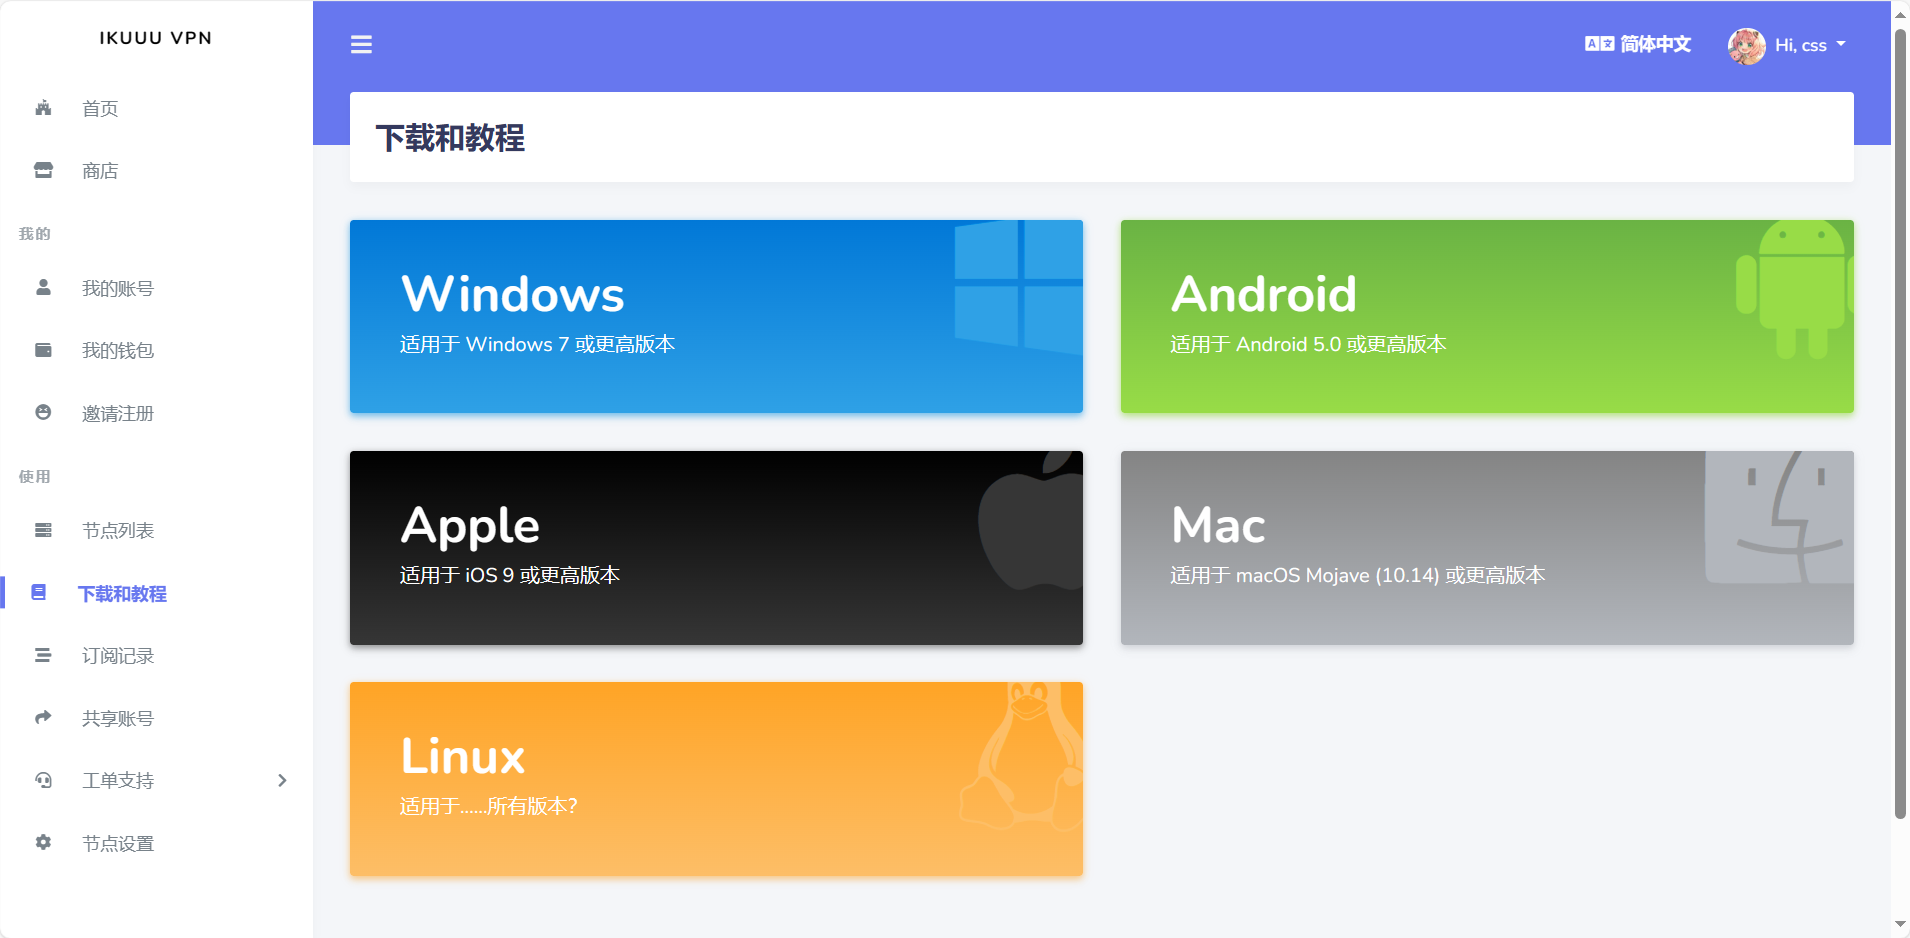 IKUUU VPN
首页
商店
我的
我的账号
我的钱包
邀请注册
使用
节点列表
下载和教程
订阅记录
共享账号
工单支持
节点设置
简体中文
Hi, css
下载和教程
Windows
适用于 Windows 7 或更高版本
Android
适用于 Android 5.0 或更高版本
Apple
适用于 iOS 9 或更高版本
Mac
适用于 macOS Mojave (10.14) 或更高版本
Linux
适用于......所有版本?